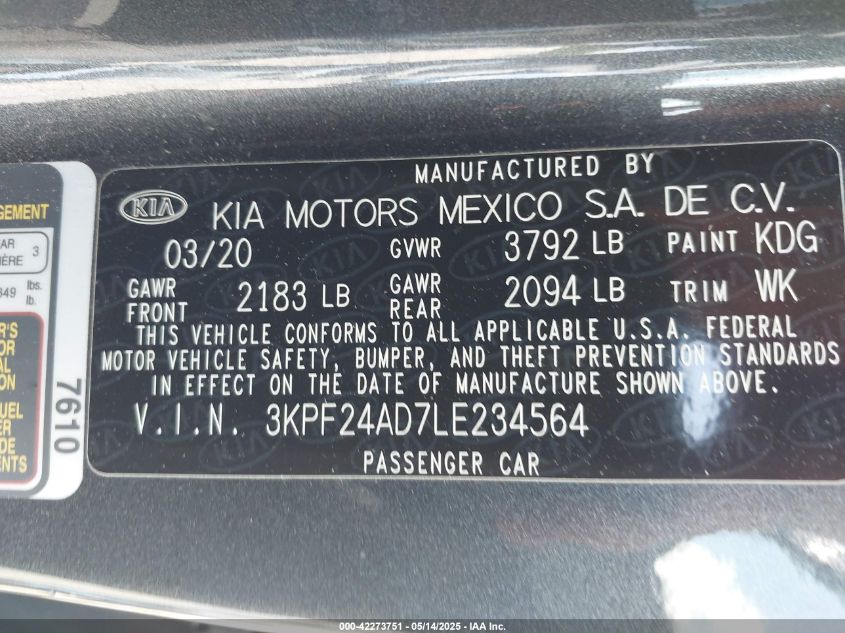 MANUFACTURED BY
KIA KIA MOTORS MEXICO S.A. DE C.V.
03/20 GVWR 3792 LB PAINT KDG
GAWR FRONT 2183 LB GAWR REAR 2094 LB TRIM WK
THIS VEHICLE CONFORMS TO ALL APPLICABLE U.S.A. FEDERAL
MOTOR VEHICLE SAFETY, BUMPER, AND THEFT PREVENTION STANDARDS
IN EFFECT ON THE DATE OF MANUFACTURE SHOWN ABOVE.
V.I.N. 3KPF24AD7LE234564
PASSENGER CAR
3
lbs.
lb.
7610
000-42273751 - 05/14/2025 - IAA Inc.